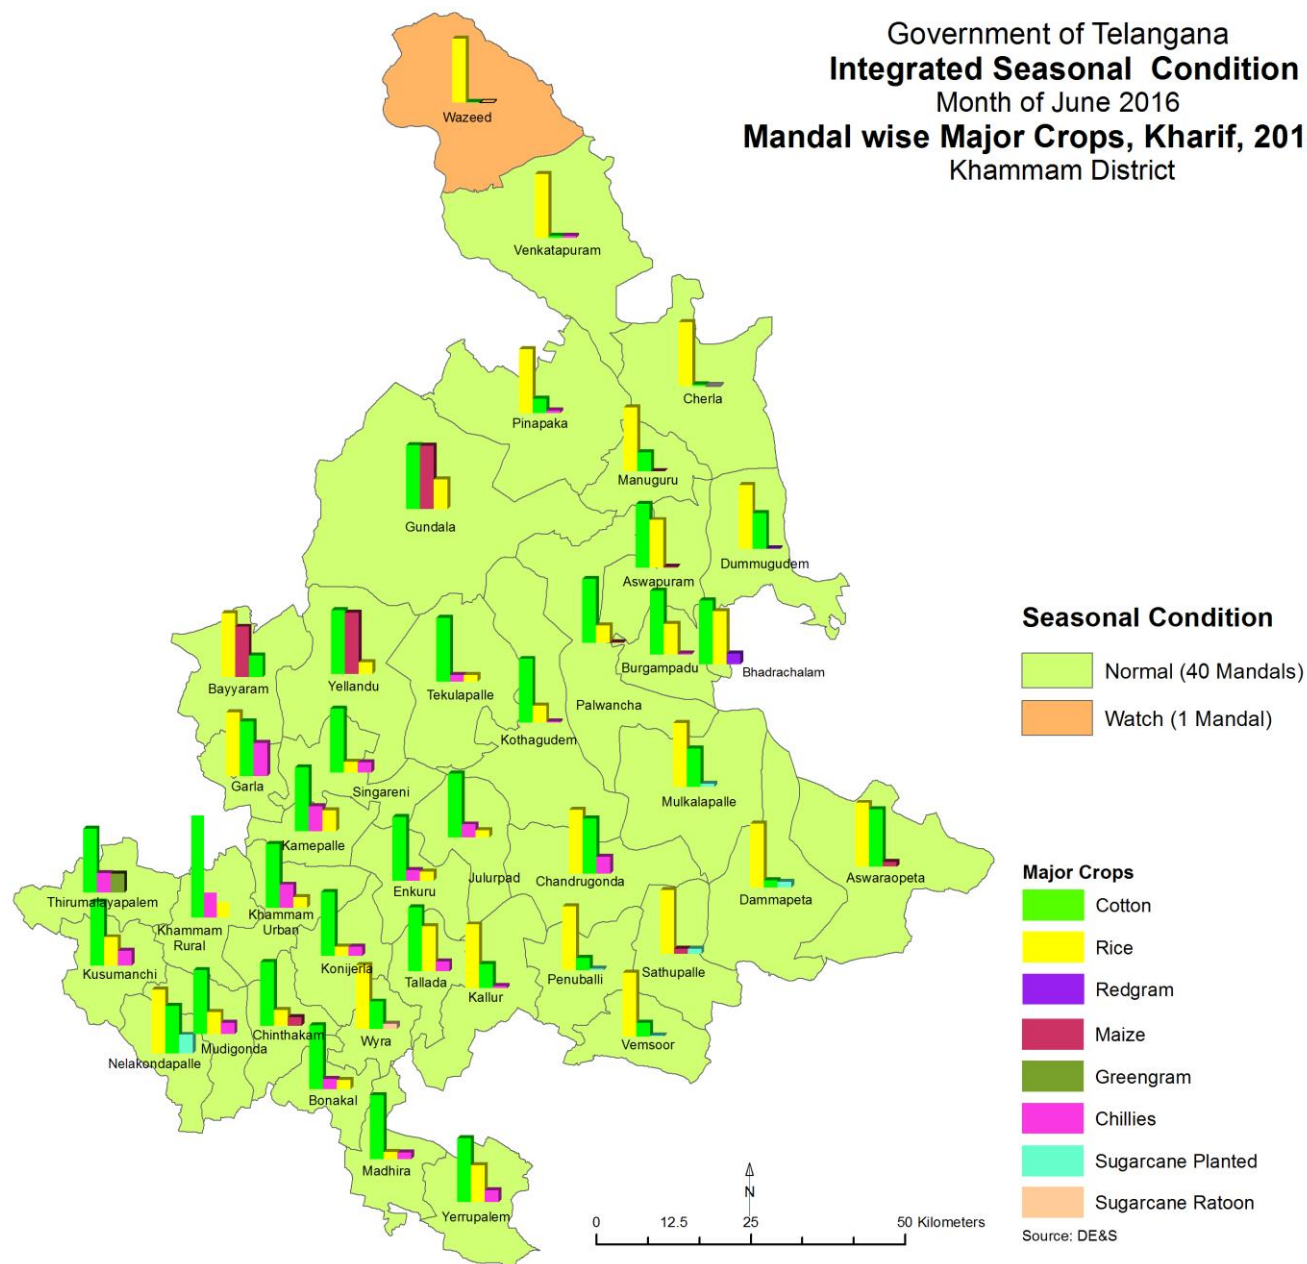 Government of Telangana
Integrated Seasonal Condition
Month of June 2016
Mandal wise Major Crops, Kharif, 201
Khammam District
Wazeed
Venkatapuram
Cherla
Pinapaka
Manuguru
Gundala
Dummugudem
Aswapuram
Burgampadu
Bhadrachalam
Bayyaram
Yellandu
Tekulapalle
Palwancha
Kothagudem
Garla
Singareni
Mulkalapalle
Kamepalle
Enkuru
Julurpad
Chandrugonda
Aswaraopeta
Dammapeta
Thirumalayapalem
Khammam
Rural
Khammam
Urban
Kusumanchi
Konijerla
Tallada
Kallur
Penuballi
Sathupalle
Nelakondapalle
Mudigonda
Chinthakam
Wyra
Vemsoor
Bonakal
Madhira
Yerrupalem
Seasonal Condition
Normal (40 Mandals)
Watch (1 Mandal)
Major Crops
Cotton
Rice
Redgram
Maize
Greengram
Chillies
Sugarcane Planted
Sugarcane Ratoon
Source: DE&S
N
0 12.5 25 50 Kilometers